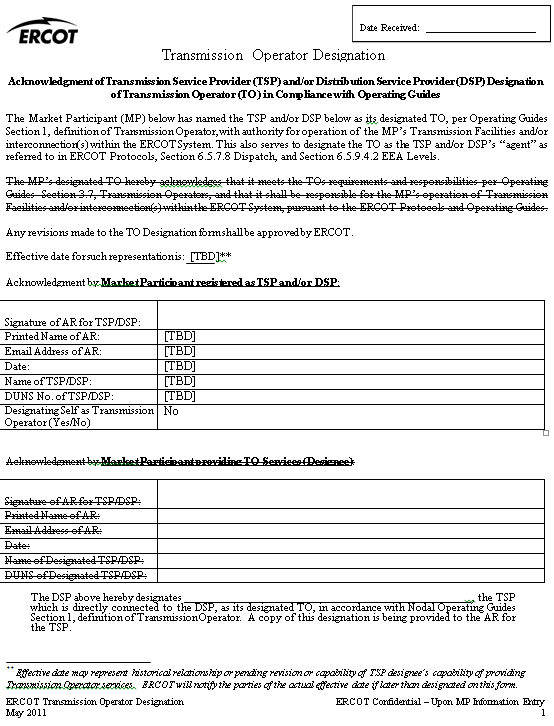 ERCOT
Date Received:
Transmission Operator Designation
Acknowledgment of Transmission Service Provider (TSP) and/or Distribution Service Provider (DSP) Designation
of Transmission Operator (TO) in Compliance with Operating Guides
The Market Participant (MP) below has named the TSP and/or DSP below as its designated TO, per Operating Guides
Section 1, definition of Transmission Operator, with authority for operation of the MP's Transmission Facilities and/or
interconnection(s) within the ERCOT System. This also serves to designate the TO as the TSP and/or DSP's "agent" as
referred to in ERCOT Protocols, Section 6.5.7.8 Dispatch, and Section 6.5.9.4.2 EEA Levels.
The MP's designated TO hereby acknowledges that it meets the TOs requirements and responsibilities per Operating
Guides Section 3.7, Transmission Operators, and that it shall be responsible for the MP's operation of Transmission
Facilities and/or interconnection(s) within the ERCOT System, pursuant to the ERCOT Protocols and Operating Guides.
Any revisions made to the TO Designation form shall be approved by ERCOT.
Effective date for such representation is: [TBD]**
Acknowledgment by Market Participant registered as TSP and/or DSP:
Signature of AR for TSP/DSP:
Printed Name of AR: [TBD]
Email Address of AR: [TBD]
Date: [TBD]
Name of TSP/DSP: [TBD]
DUNS No. of TSP/DSP: [TBD]
Designating Self as Transmission No
Operator (Yes/No)
Acknowledgment by Market Participant providing TO Services (Designee):
Signature of AR for TSP/DSP:
Printed Name of AR:
Email Address of AR:
Date:
Name of Designated TSP/DSP:
DUNS of Designated TSP/DSP:
The DSP above hereby designates ______, the TSP
which is directly connected to the DSP, as its designated TO, in accordance with Nodal Operating Guides
Section 1, definition of Transmission Operator. A copy of this designation is being provided to the AR for
the TSP.
** Effective date may represent historical relationship or pending revision or capability of TSP designee's capability of providing
Transmission Operator services. ERCOT will notify the parties of the actual effective date if later than designated on this form.
ERCOT Transmission Operator Designation ERCOT Confidential – Upon MP Information Entry
May 2011 1